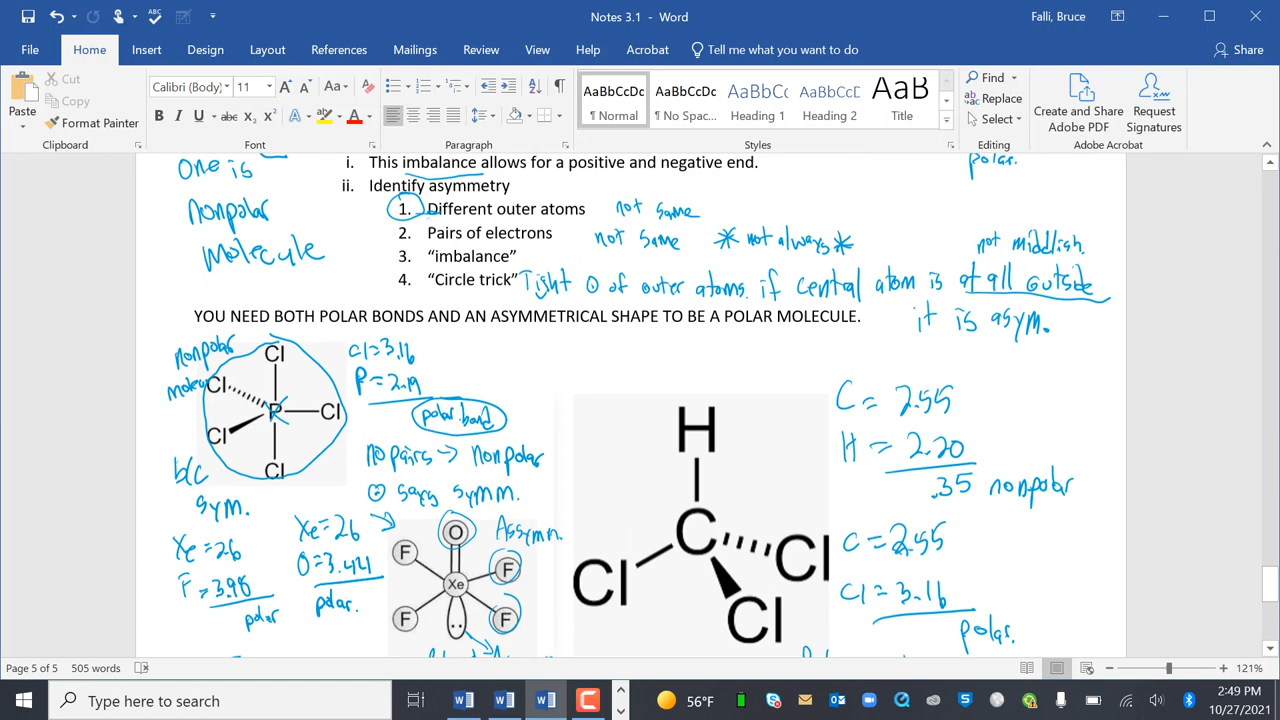 Notes 3.1 - Word
Falli, Bruce
File Home Insert Design Layout References Mailings Review View Help Acrobat Tell me what you want to do Share
Cut
Copy
Format Painter
Paste
Calibri (Body) 11
B I U abc X₂ X² A A
AaBbCcDc AaBbCcDc AaBbCc AaBbCcD AaB
¶ Normal ¶ No Spac... Heading 1 Heading 2 Title
Find
Replace
Select
Create and Share Adobe PDF
Request Signatures
Clipboard Font Paragraph Styles Editing Adobe Acrobat
one is
nonpolar
molecule
i. This imbalance allows for a positive and negative end.
polar.
ii. Identify asymmetry
1. Different outer atoms not same
2. Pairs of electrons not same *not always*
not middlish.
3. “imbalance”
4. “Circle trick” Tight ⊙ of outer atoms. if central atom is at all outside
it is asym.
YOU NEED BOTH POLAR BONDS AND AN ASYMMETRICAL SHAPE TO BE A POLAR MOLECULE.
nonpolar
Cl
Cl
P
Cl
Cl
Cl
b/c
sym.
Cl = 3.16
P = 2.19
polar bond
no pairs → nonpolar
⊙ says symm.
Xe = 26
F = 3.98
polar
Xe = 26
O = 3.44
polar.
Assymm.
O
F
F
Xe
F
F
H
C
Cl
Cl
Cl
C = 2.55
H = 2.20
.35 nonpolar
C = 2.55
Cl = 3.16
polar.
Page 5 of 5 505 words 121%
Type here to search
56°F
2:49 PM
10/27/2021